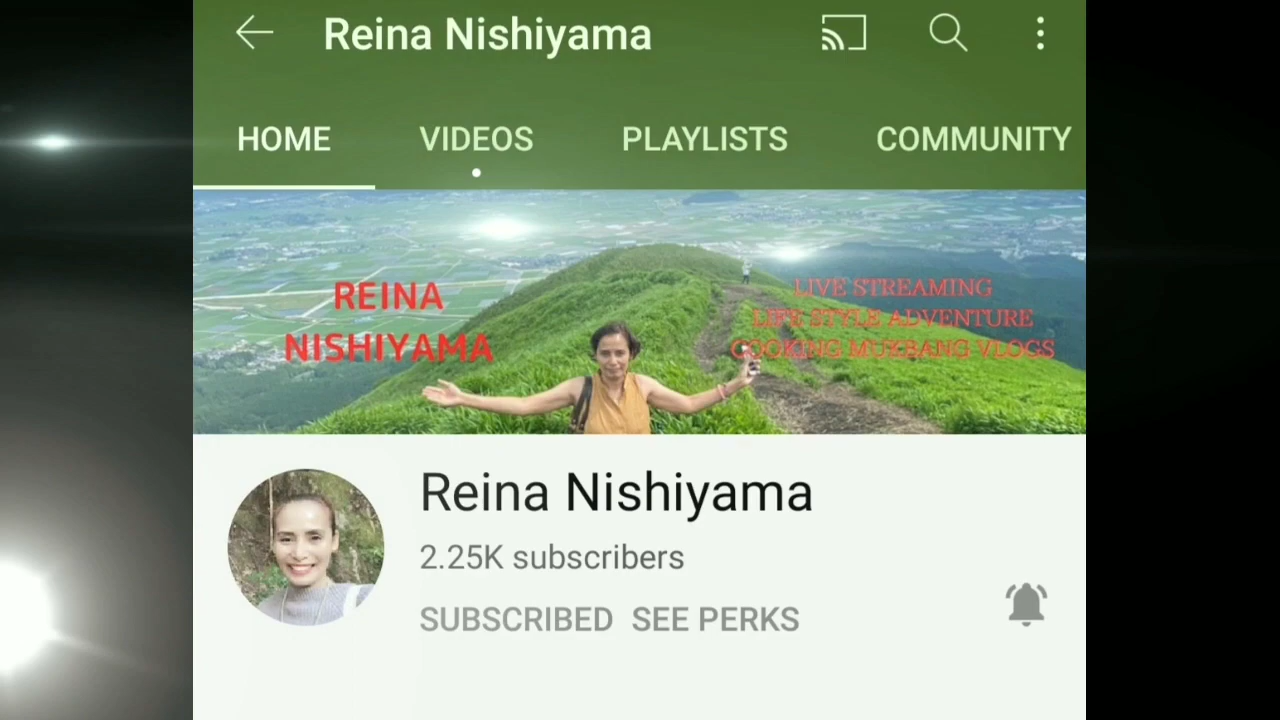 Reina Nishiyama
HOME VIDEOS PLAYLISTS COMMUNITY
REINA
NISHIYAMA
LIVE STREAMING
LIFE STYLE ADVENTURE
COOKING MUKBANG VLOGS
Reina Nishiyama
2.25K subscribers
SUBSCRIBED SEE PERKS